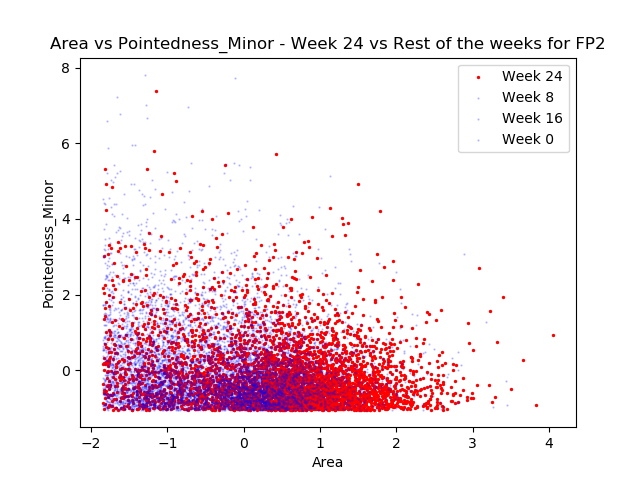 Area vs Pointedness_Minor - Week 24 vs Rest of the weeks for FP2
Week 24
Week 8
Week 16
Week 0
Pointedness_Minor
8
6
4
2
0
−2
−1
0
1
2
3
4
Area